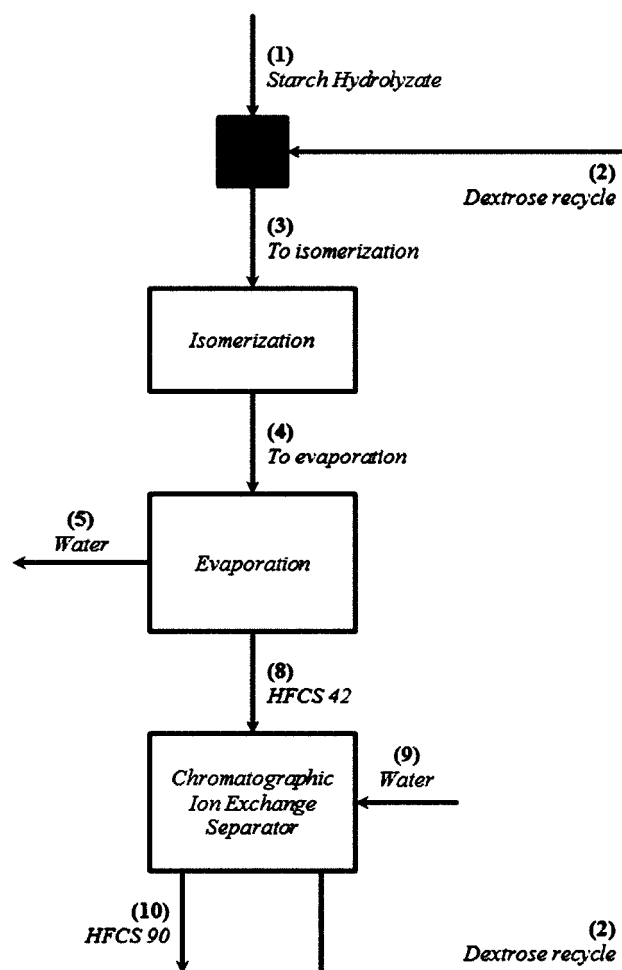 (1)
Starch Hydrolyzate
(2)
Dextrose recycle
(3)
To isomerization
Isomerization
(4)
To evaporation
(5)
Water
Evaporation
(8)
HFCS 42
Chromatographic
Ion Exchange
Separator
(9)
Water
(10)
HFCS 90
(2)
Dextrose recycle